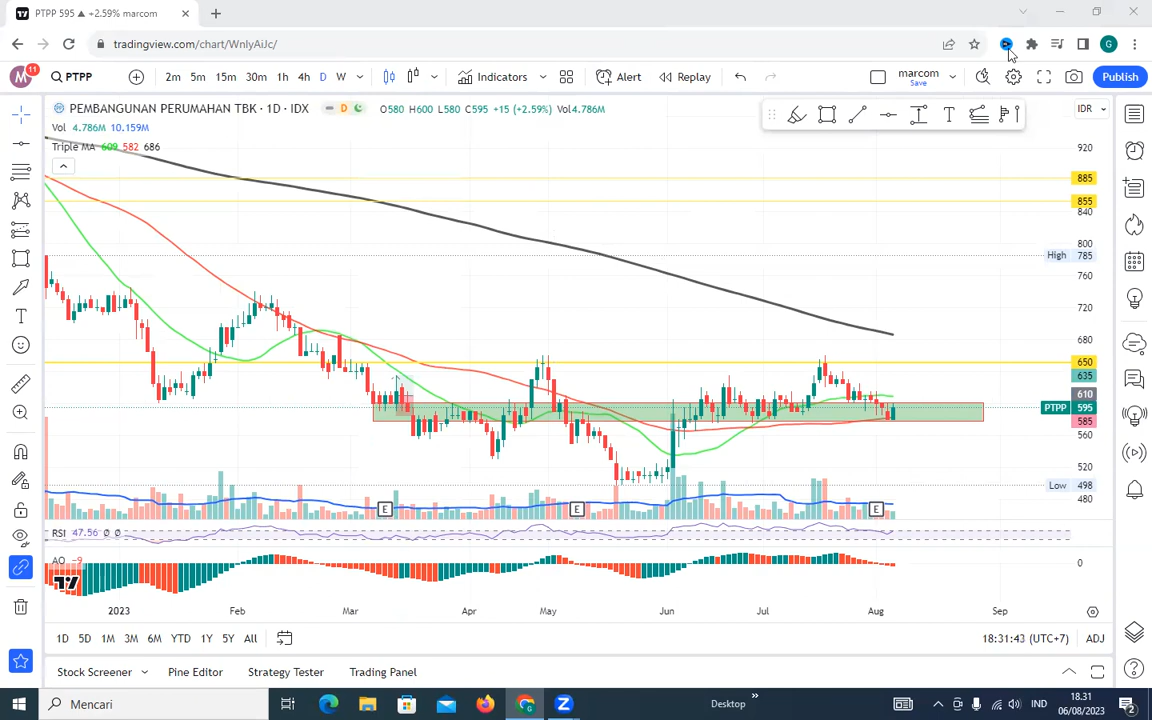 PTPP 595 ▲ +2.59% marcom
tradingview.com/chart/WnIyAiJc/
G
M 11 PTPP 2m 5m 15m 30m 1h 4h D W Indicators Alert Replay marcom Save Publish
PEMBANGUNAN PERUMAHAN TBK · 1D · IDX D O580 H600 L580 C595 +15 (+2.59%) Vol4.786M
IDR
Vol 4.786M 10.159M
Triple MA 609 582 686
920
885
855
840
800
High 785
760
720
680
650
635
610
PTPP 595
585
560
520
Low 498
480
E E E
RSI 47.56 Ø Ø
AO −9
0
2023 Feb Mar Apr May Jun Jul Aug Sep
1D 5D 1M 3M 6M YTD 1Y 5Y All 18:31:43 (UTC+7) ADJ
Stock Screener Pine Editor Strategy Tester Trading Panel
Mencari Desktop IND 18.31
06/08/2023 2